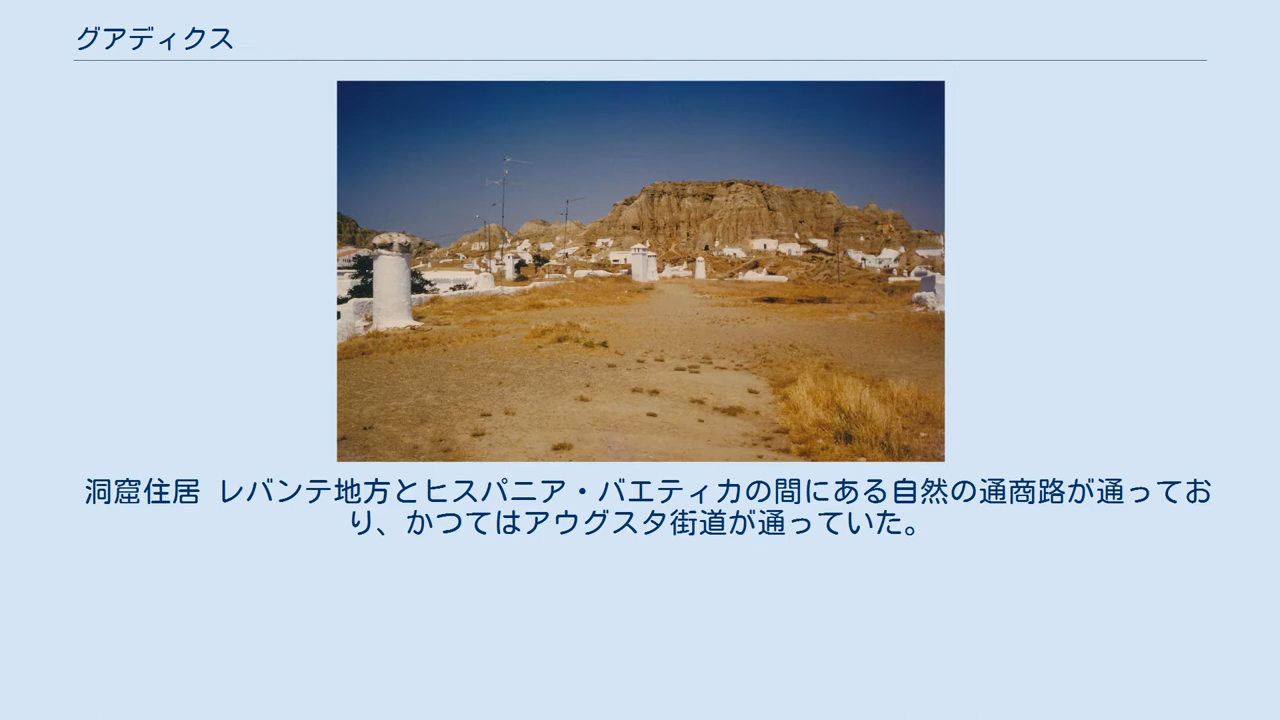 グアディクス
洞窟住居 レバンテ地方とヒスパニア・バエティカの間にある自然の通商路が通ってお
り、かつてはアウグスタ街道が通っていた。